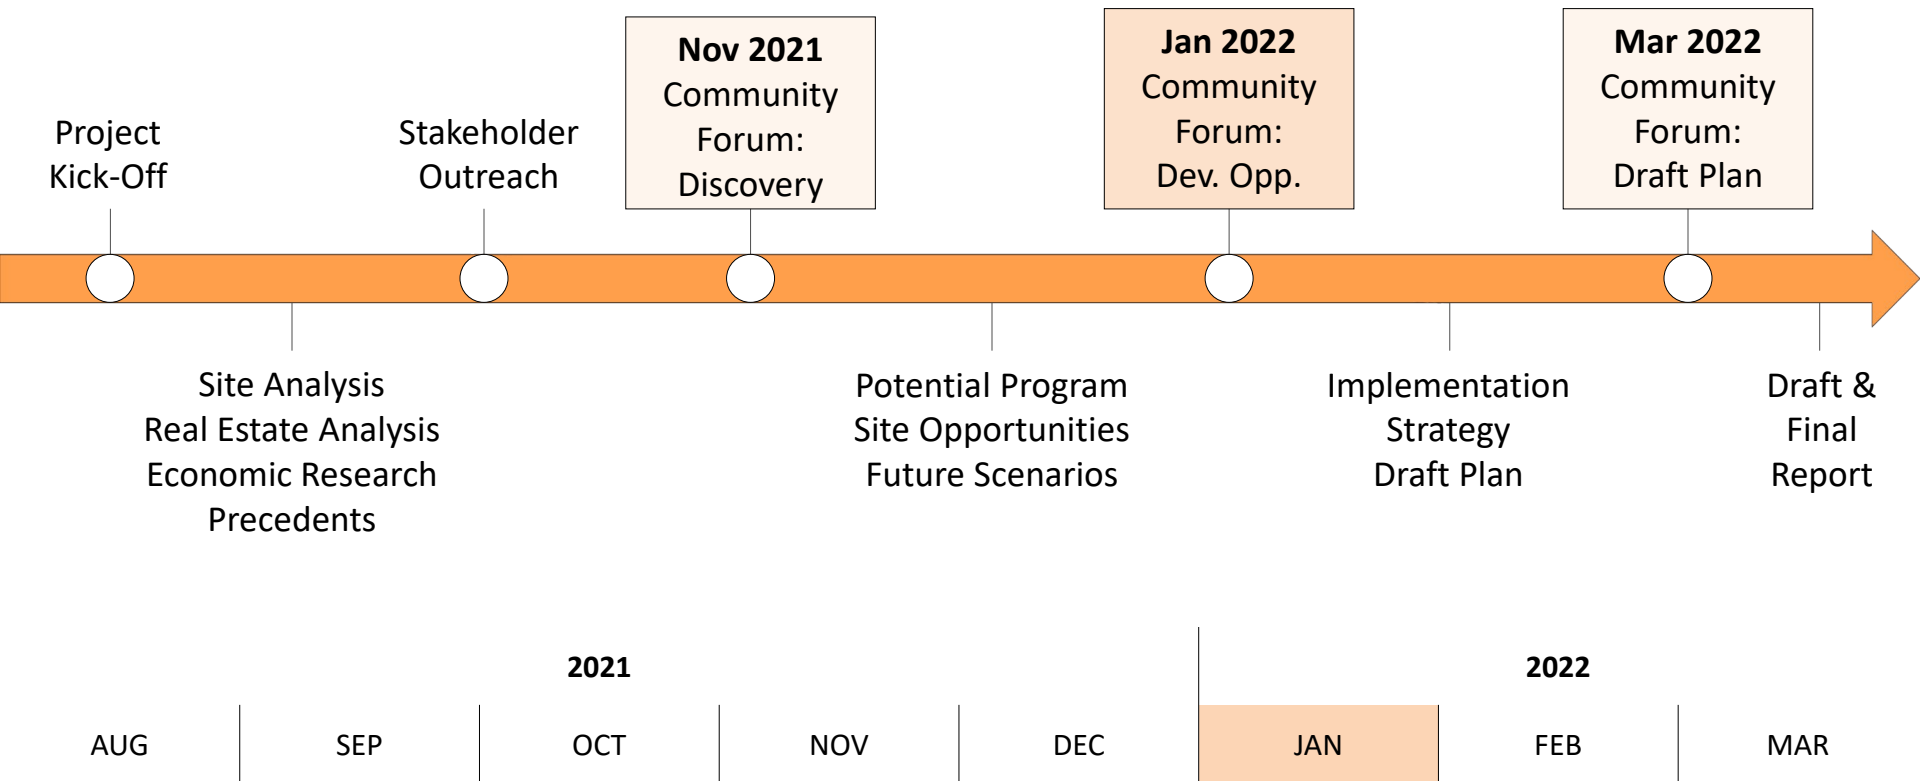 Project
Kick-Off
Stakeholder
Outreach
Nov 2021
Community
Forum:
Discovery
Jan 2022
Community
Forum:
Dev. Opp.
Mar 2022
Community
Forum:
Draft Plan
Site Analysis
Real Estate Analysis
Economic Research
Precedents
Potential Program
Site Opportunities
Future Scenarios
Implementation
Strategy
Draft Plan
Draft &
Final
Report
2021
2022
AUG
SEP
OCT
NOV
DEC
JAN
FEB
MAR